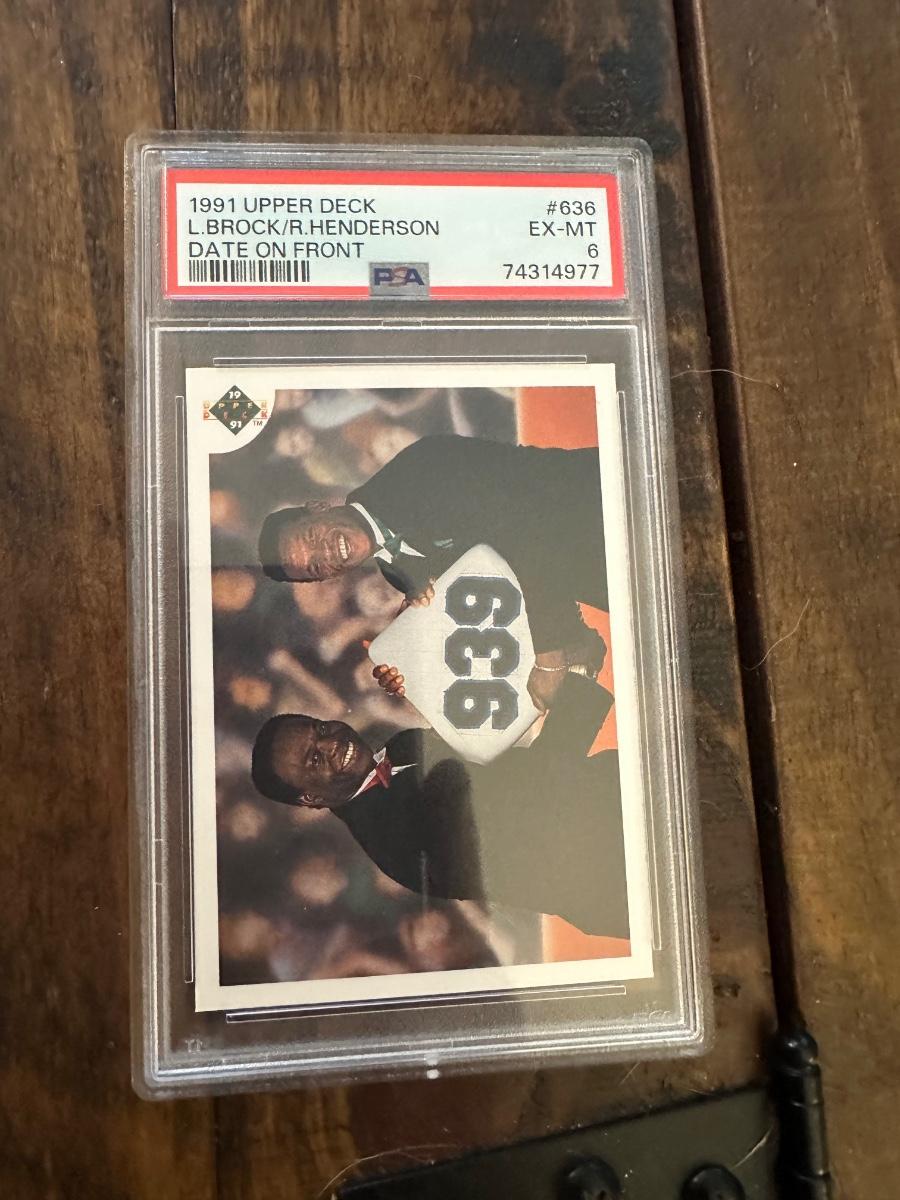 1991 UPPER DECK #636
L.BROCK/R.HENDERSON EX-MT
DATE ON FRONT 6
PSA 74314977
19
UPPER
DECK
91 TM
939